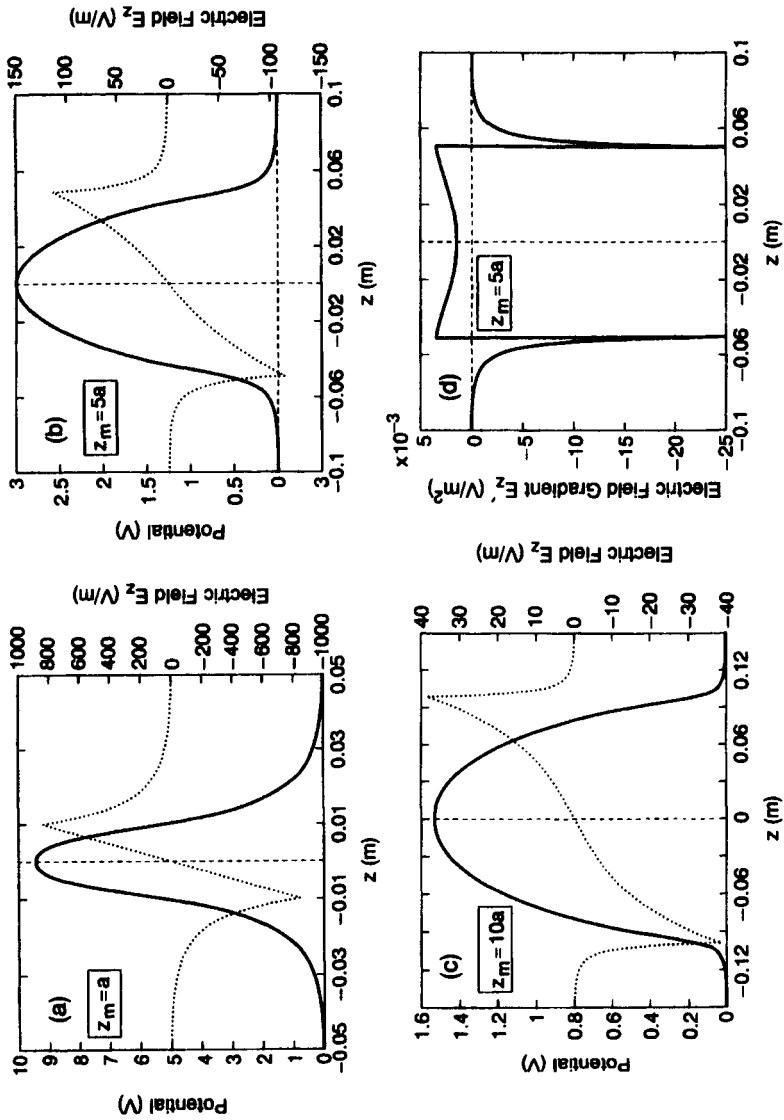 (a)
z_m=a
Potential (V)
10
9
8
7
6
5
4
3
2
1
0
Electric Field E_z (V/m)
1000
800
600
400
200
0
-200
-400
-600
-800
-1000
-0.05 -0.03 -0.01 0.01 0.03 0.05
z (m)
(b)
z_m=5a
Potential (V)
3
2.5
2
1.5
1
0.5
0
3
Electric Field E_z (V/m)
150
100
50
0
-50
-100
-150
-0.1 -0.06 -0.02 0.02 0.06 0.1
z (m)
(c)
z_m=10a
Potential (V)
1.6
1.4
1.2
1
0.8
0.6
0.4
0.2
0
Electric Field E_z (V/m)
40
30
20
10
0
-10
-20
-30
-40
-0.12 -0.06 0 0.06 0.12
z (m)
(d)
z_m=5a
x10⁻³
Electric Field Gradient E_z′ (V/m²)
5
0
-5
-10
-15
-20
-25
-0.1 -0.06 -0.02 0.02 0.06 0.1
z (m)